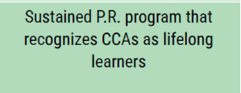 Sustained P.R. program that
recognizes CCAs as lifelong
learners